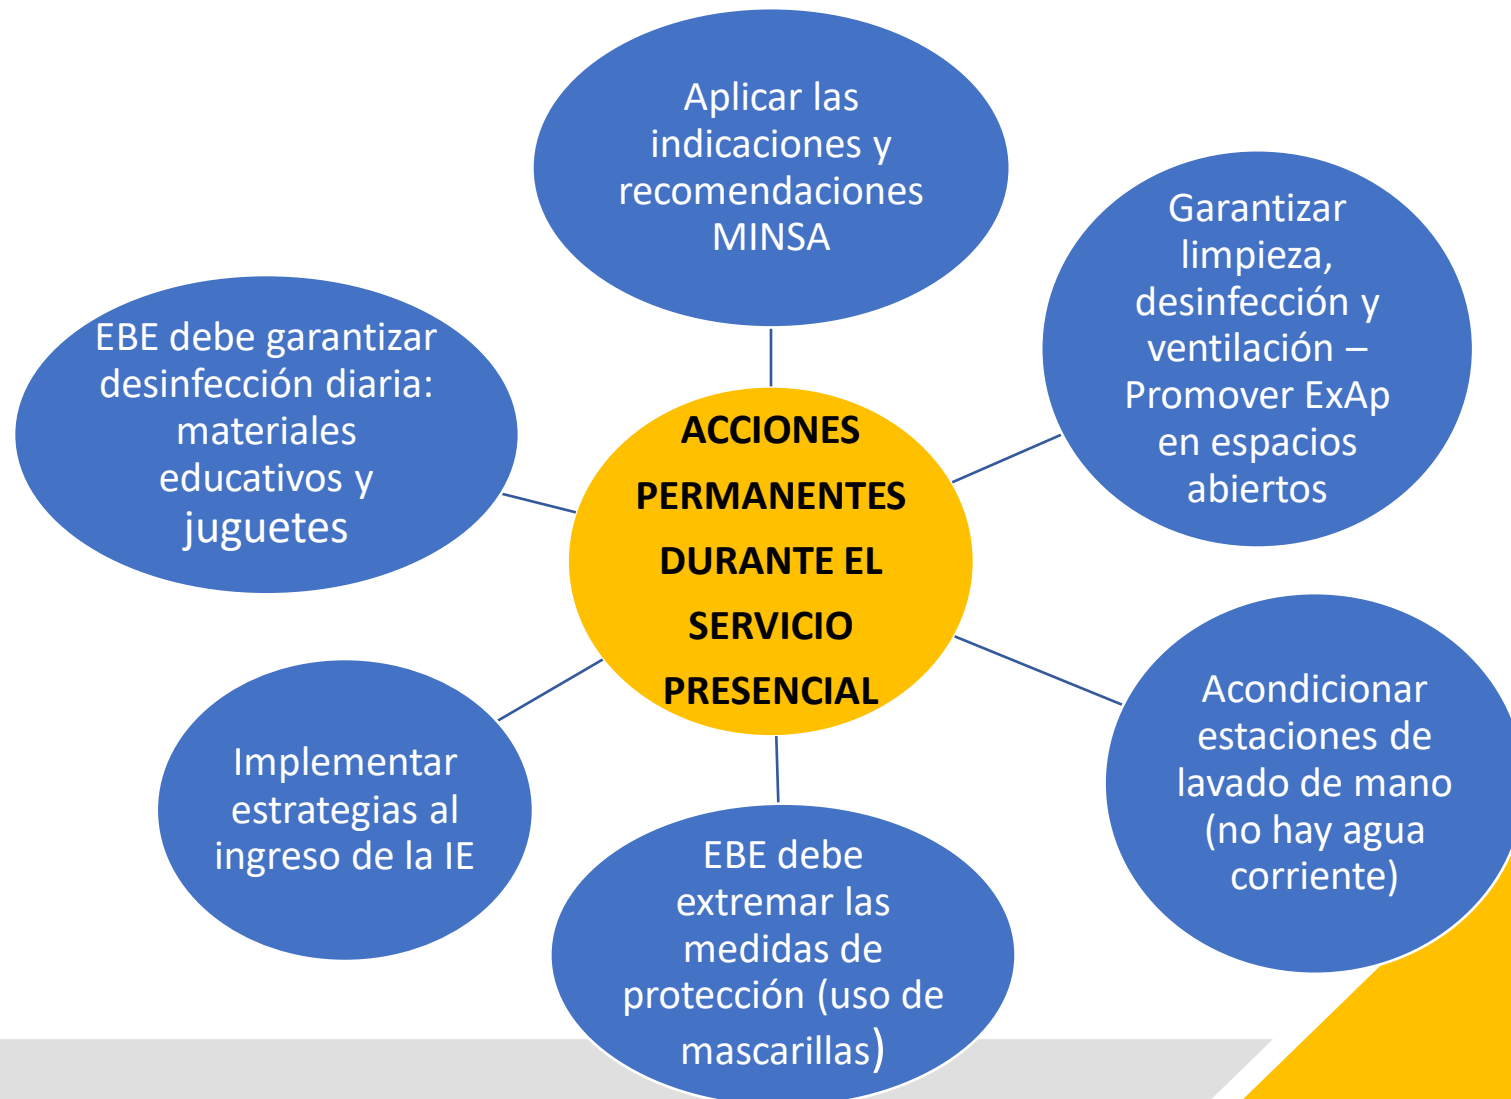 Aplicar las
indicaciones y
recomendaciones
MINSA
Garantizar
limpieza,
desinfección y
ventilación –
Promover ExAp
en espacios
abiertos
EBE debe garantizar
desinfección diaria:
materiales
educativos y
juguetes
ACCIONES
PERMANENTES
DURANTE EL
SERVICIO
PRESENCIAL
Acondicionar
estaciones de
lavado de mano
(no hay agua
corriente)
Implementar
estrategias al
ingreso de la IE
EBE debe
extremar las
medidas de
protección (uso de
mascarillas)